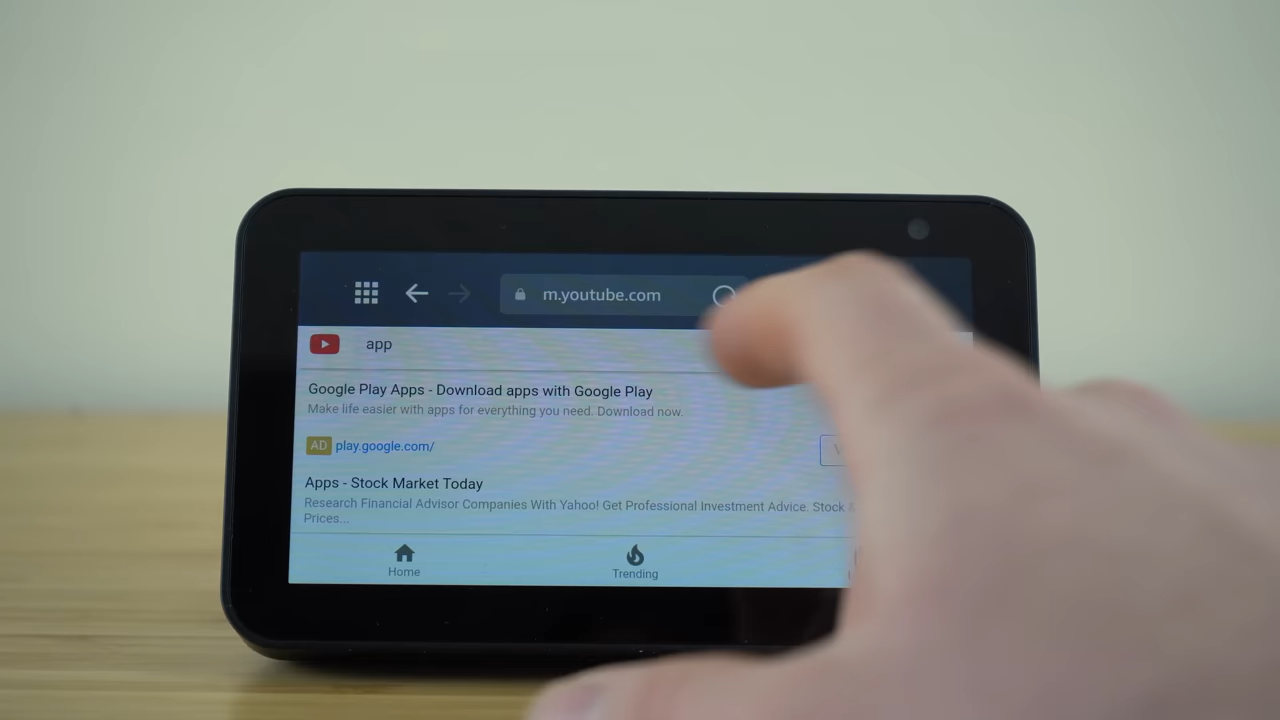 m.youtube.com
app
Google Play Apps - Download apps with Google Play
Make life easier with apps for everything you need. Download now.
AD play.google.com/
Apps - Stock Market Today
Research Financial Advisor Companies With Yahoo! Get Professional Investment Advice. Stock &
Prices...
Home
Trending